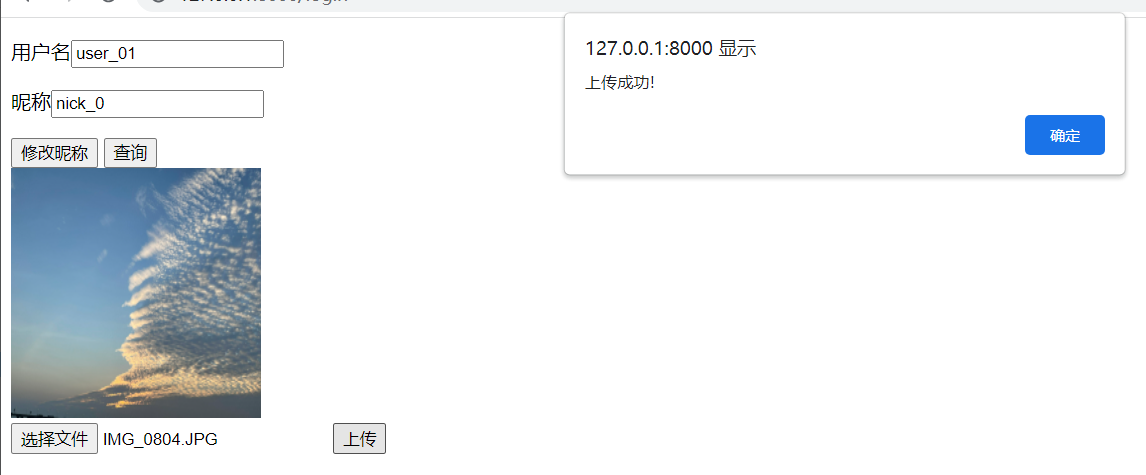 127.0.0.1:8000 显示
上传成功!
确定
用户名 user_01
昵称 nick_0
修改昵称 查询
选择文件 IMG_0804.JPG 上传